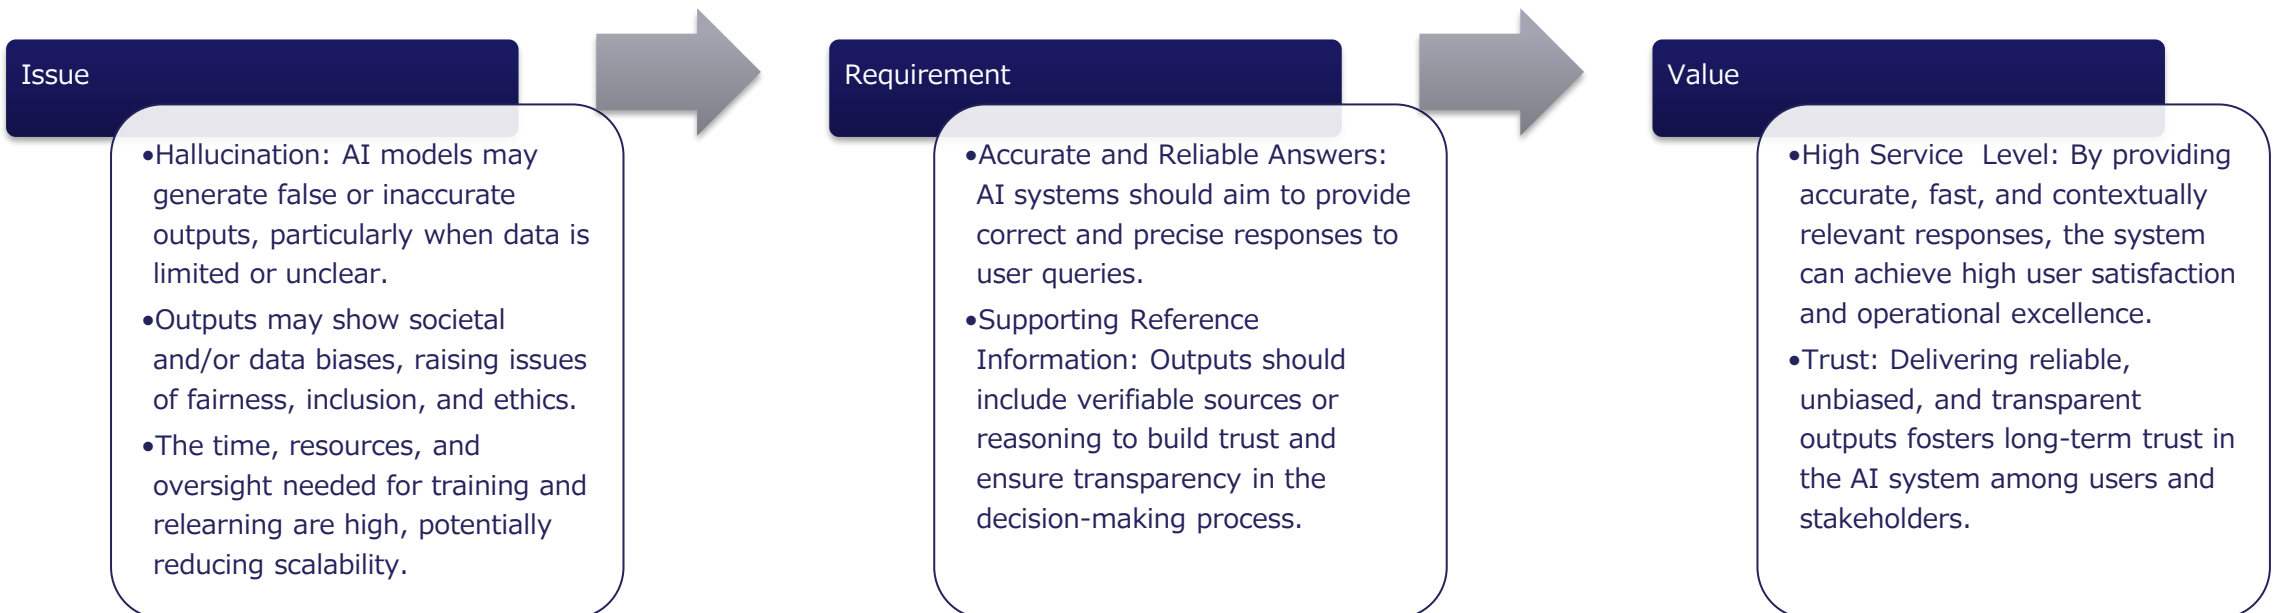 Issue
•Hallucination: AI models may
generate false or inaccurate
outputs, particularly when data is
limited or unclear.
•Outputs may show societal
and/or data biases, raising issues
of fairness, inclusion, and ethics.
•The time, resources, and
oversight needed for training and
relearning are high, potentially
reducing scalability.
Requirement
•Accurate and Reliable Answers:
AI systems should aim to provide
correct and precise responses to
user queries.
•Supporting Reference
Information: Outputs should
include verifiable sources or
reasoning to build trust and
ensure transparency in the
decision-making process.
Value
•High Service  Level: By providing
accurate, fast, and contextually
relevant responses, the system
can achieve high user satisfaction
and operational excellence.
•Trust: Delivering reliable,
unbiased, and transparent
outputs fosters long-term trust in
the AI system among users and
stakeholders.